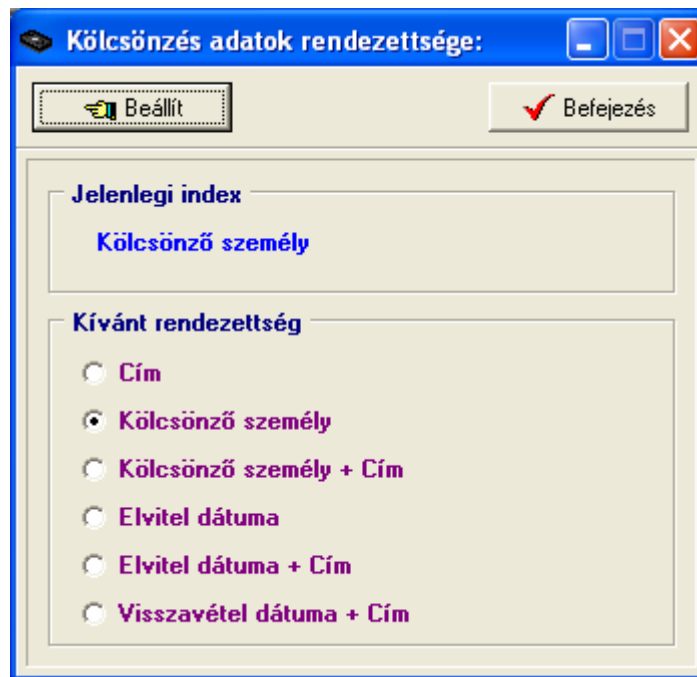 Kölcsönzés adatok rendezettsége:
Beállít
Befejezés
Jelenlegi index
Kölcsönző személy
Kívánt rendezettség
Cím
Kölcsönző személy
Kölcsönző személy + Cím
Elvitel dátuma
Elvitel dátuma + Cím
Visszavétel dátuma + Cím